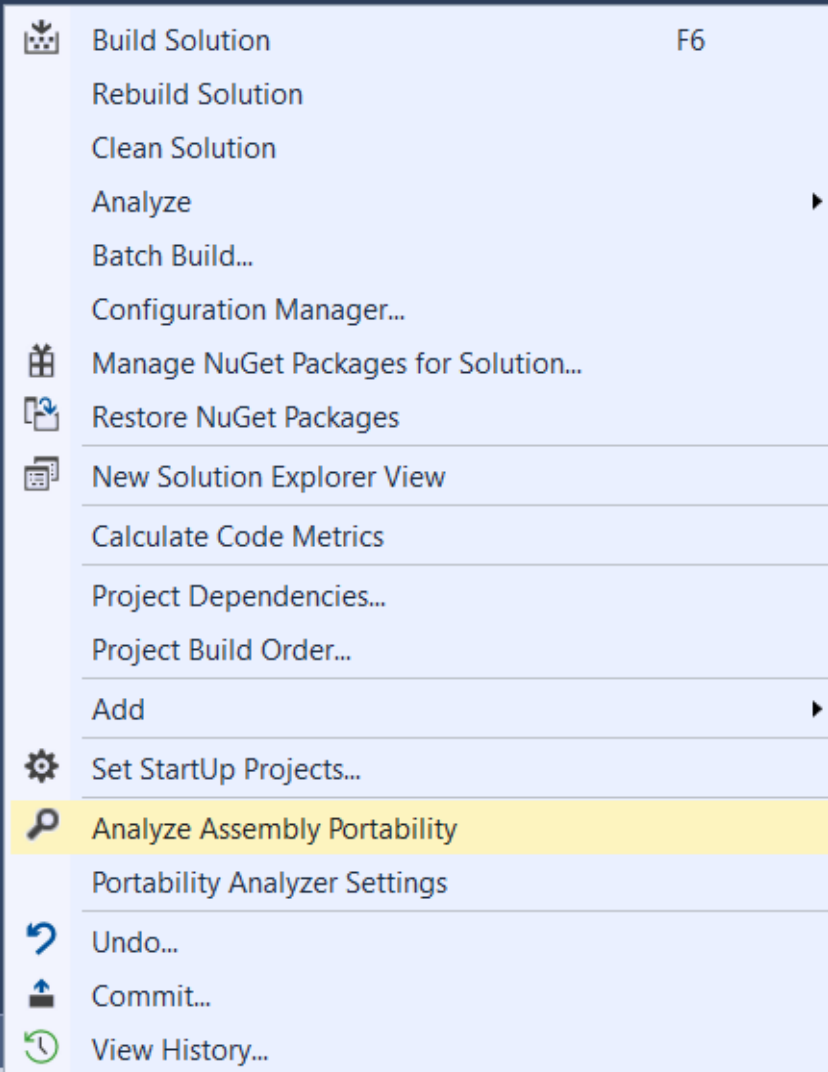 Build Solution F6
Rebuild Solution
Clean Solution
Analyze
Batch Build...
Configuration Manager...
Manage NuGet Packages for Solution...
Restore NuGet Packages
New Solution Explorer View
Calculate Code Metrics
Project Dependencies...
Project Build Order...
Add
Set StartUp Projects...
Analyze Assembly Portability
Portability Analyzer Settings
Undo...
Commit...
View History...